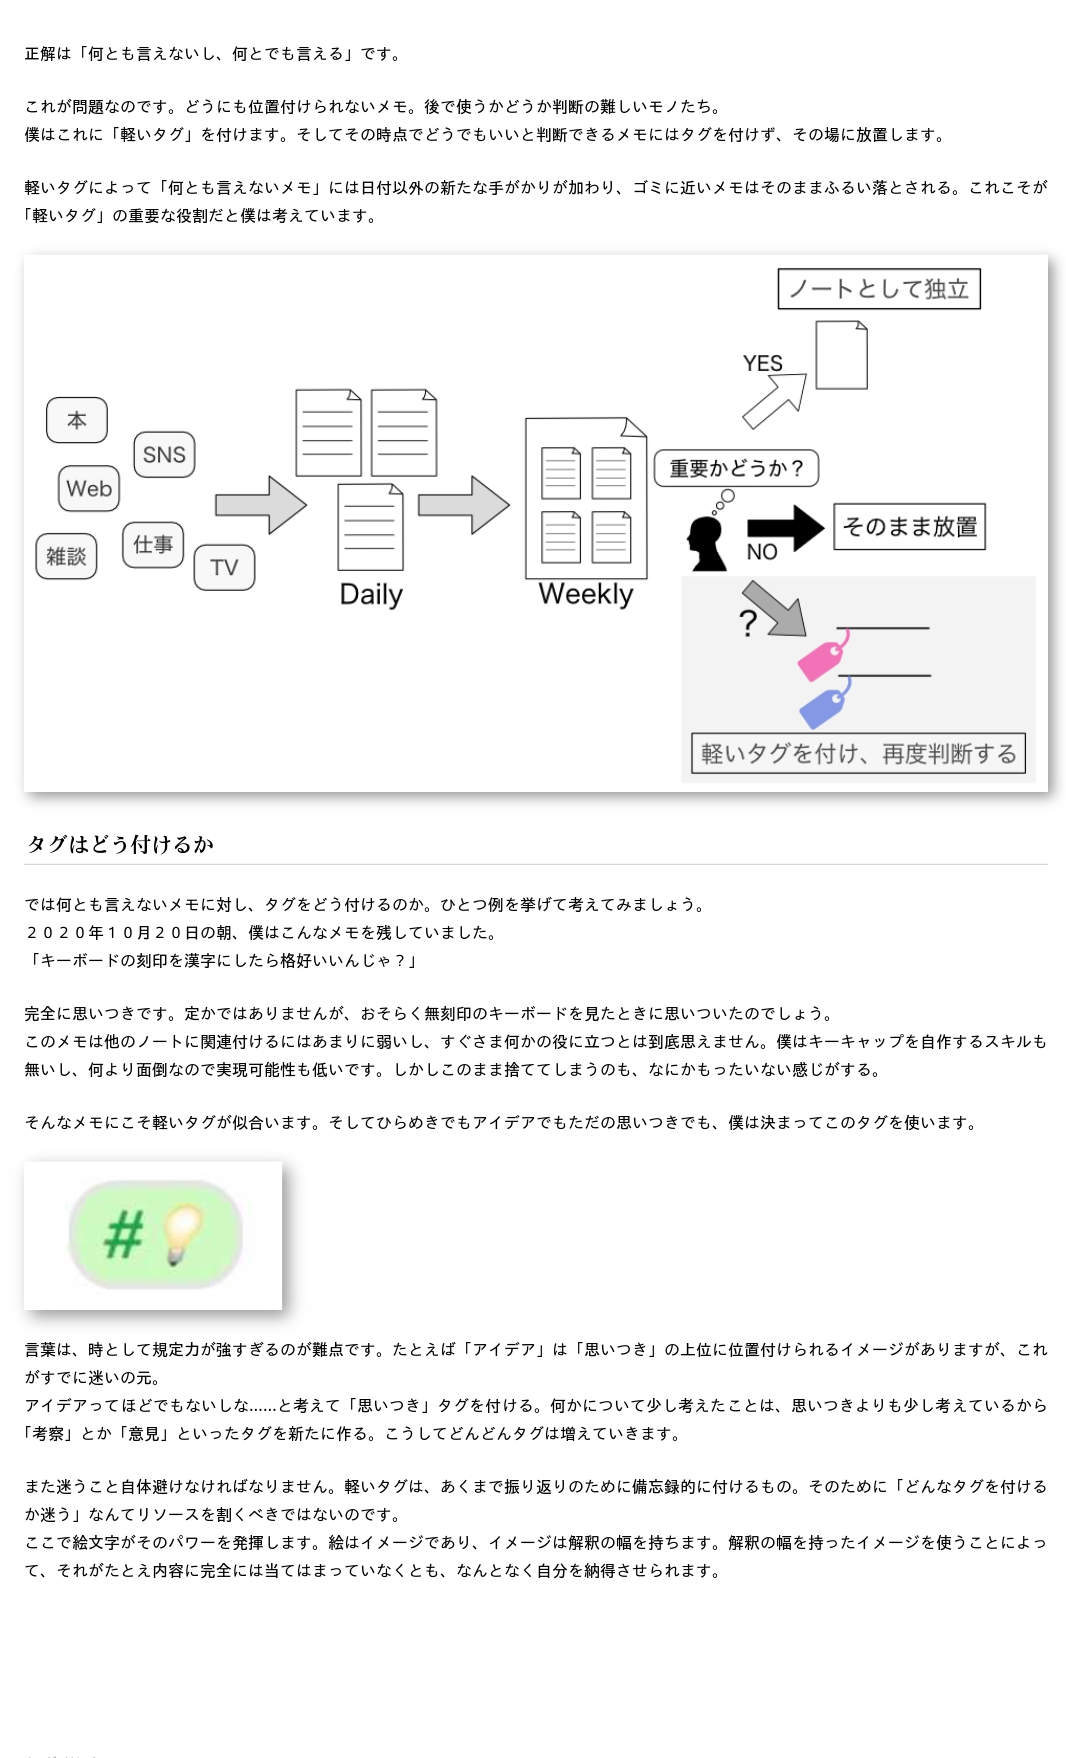 正解は「何とも言えないし、何とでも言える」です。
これが問題なのです。どうにも位置付けられないメモ。後で使うかどうか判断の難しいモノたち。
僕はこれに「軽いタグ」を付けます。そしてその時点でどうでもいいと判断できるメモにはタグを付けず、その場に放置します。
軽いタグによって「何とも言えないメモ」には日付以外の新たな手がかりが加わり、ゴミに近いメモはそのままふるい落とされる。これこそが
「軽いタグ」の重要な役割だと僕は考えています。
本
SNS
Web
雑談
仕事
TV
Daily
Weekly
重要かどうか？
YES
ノートとして独立
NO
そのまま放置
?
軽いタグを付け、再度判断する
タグはどう付けるか
では何とも言えないメモに対し、タグをどう付けるのか。ひとつ例を挙げて考えてみましょう。
２０２０年１０月２０日の朝、僕はこんなメモを残していました。
「キーボードの刻印を漢字にしたら格好いいんじゃ？」
完全に思いつきです。定かではありませんが、おそらく無刻印のキーボードを見たときに思いついたのでしょう。
このメモは他のノートに関連付けるにはあまりに弱いし、すぐさま何かの役に立つとは到底思えません。僕はキーキャップを自作するスキルも
無いし、何より面倒なので実現可能性も低いです。しかしこのまま捨ててしまうのも、なにかもったいない感じがする。
そんなメモにこそ軽いタグが似合います。そしてひらめきでもアイデアでもただの思いつきでも、僕は決まってこのタグを使います。
#💡
言葉は、時として規定力が強すぎるのが難点です。たとえば「アイデア」は「思いつき」の上位に位置付けられるイメージがありますが、これ
がすでに迷いの元。
アイデアってほどでもないしな……と考えて「思いつき」タグを付ける。何かについて少し考えたことは、思いつきよりも少し考えているから
「考察」とか「意見」といったタグを新たに作る。こうしてどんどんタグは増えていきます。
また迷うこと自体避けなければなりません。軽いタグは、あくまで振り返りのために備忘録的に付けるもの。そのために「どんなタグを付ける
か迷う」なんてリソースを割くべきではないのです。
ここで絵文字がそのパワーを発揮します。絵はイメージであり、イメージは解釈の幅を持ちます。解釈の幅を持ったイメージを使うことによっ
て、それがたとえ内容に完全には当てはまっていなくとも、なんとなく自分を納得させられます。